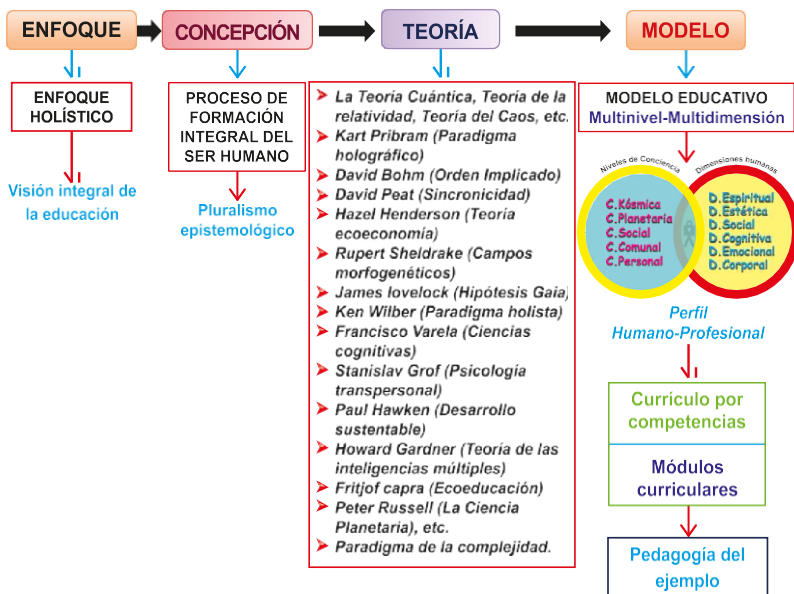 ENFOQUE
CONCEPCIÓN
TEORÍA
MODELO
ENFOQUE
HOLÍSTICO
Visión integral de
la educación
PROCESO DE
FORMACIÓN
INTEGRAL DEL
SER HUMANO
Pluralismo
epistemológico
La Teoría Cuántica, Teoría de la
relatividad, Teoría del Caos, etc.
Kart Pribram (Paradigma
holográfico)
David Bohm (Orden Implicado)
David Peat (Sincronicidad)
Hazel Henderson (Teoría
ecoeconomía)
Rupert Sheldrake (Campos
morfogenéticos)
James lovelock (Hipótesis Gaia)
Ken Wilber (Paradigma holista)
Francisco Varela (Ciencias
cognitivas)
Stanislav Grof (Psicología
transpersonal)
Paul Hawken (Desarrollo
sustentable)
Howard Gardner (Teoría de las
inteligencias múltiples)
Fritjof capra (Ecoeducación)
Peter Russell (La Ciencia
Planetaria), etc.
Paradigma de la complejidad.
MODELO EDUCATIVO
Multinivel-Multidimensión
Niveles de Conciencia
Dimensiones humanas
C.Kósmica
C.Planetaria
C.Social
C.Comunal
C.Personal
D.Espiritual
D.Estética
D.Social
D.Cognitiva
D.Emocional
D.Corporal
Perfil
Humano-Profesional
Currículo por
competencias
Módulos
curriculares
Pedagogía del
ejemplo